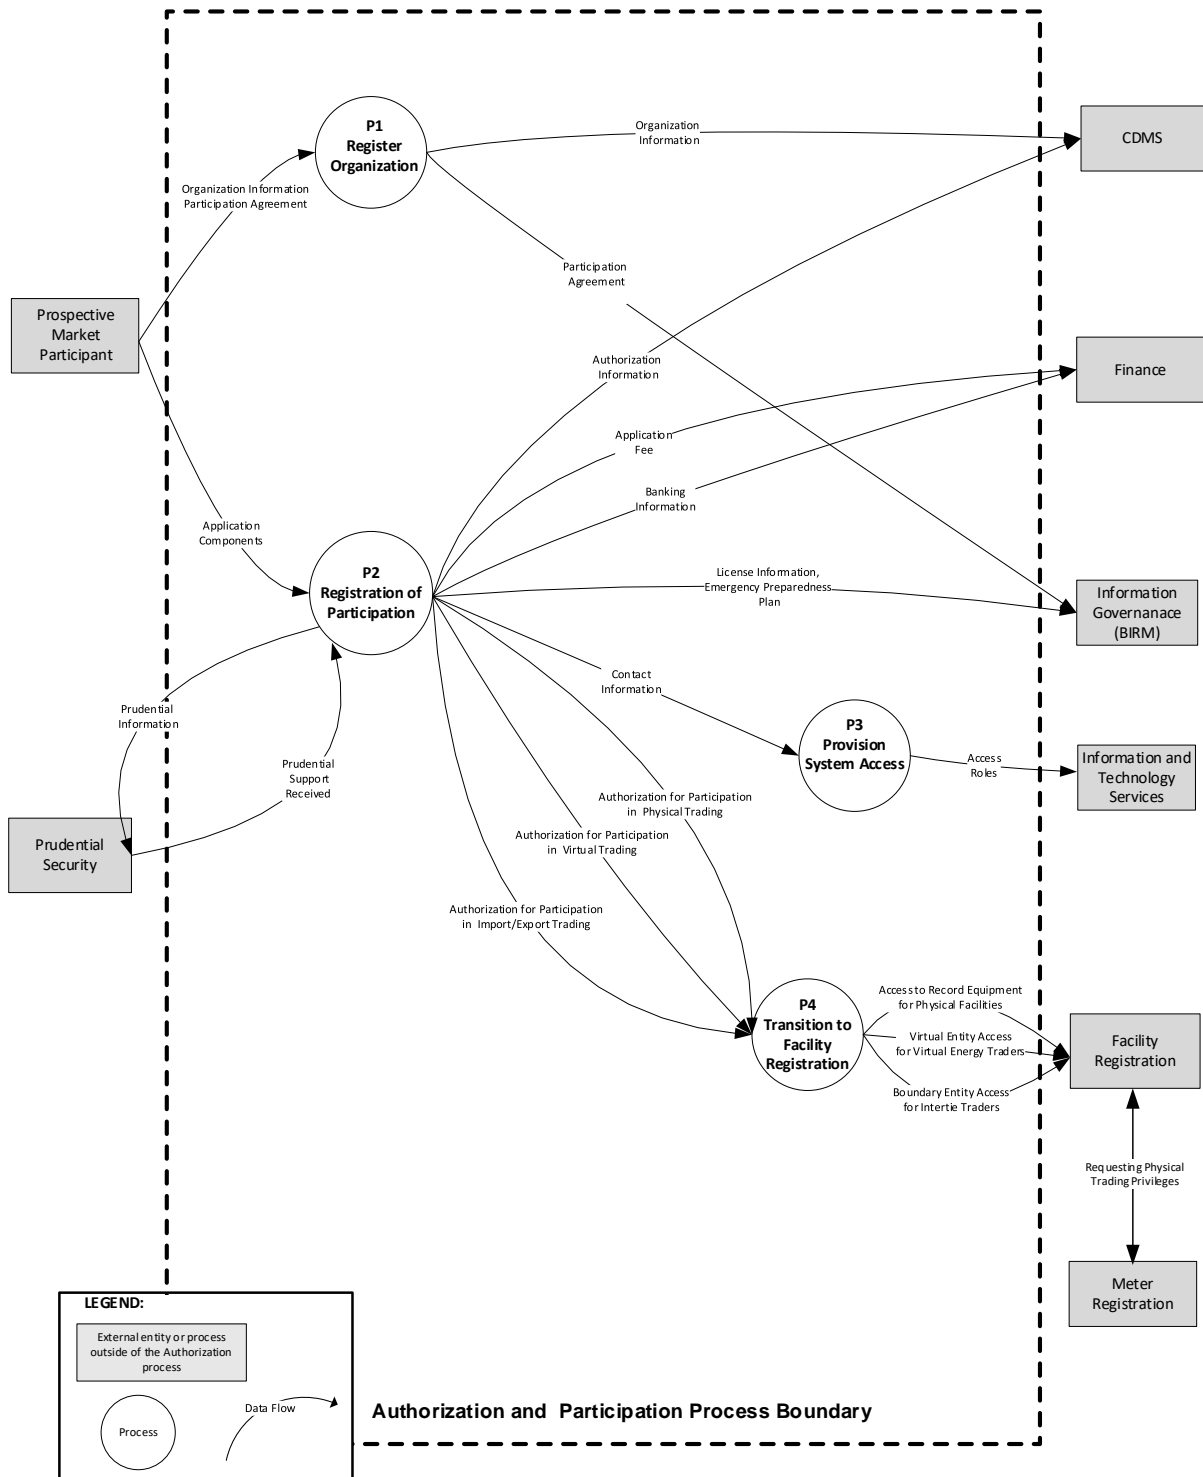 P1
Register
Organization
Organization
Information
CDMS
Organization Information
Participation Agreement
Participation
Agreement
Prospective
Market
Participant
Authorization
Information
Finance
Application
Fee
Banking
Information
Application
Components
P2
Registration of
Participation
License Information,
Emergency Preparedness
Plan
Information
Governanace
(BIRM)
Contact
Information
Prudential
Information
P3
Provision
System Access
Access
Roles
Information and
Technology
Services
Prudential
Support
Received
Authorization for Participation
in Physical Trading
Authorization for Participation
in Virtual Trading
Prudential
Security
Authorization for Participation
in Import/Export Trading
P4
Transition to
Facility
Registration
Access to Record Equipment
for Physical Facilities
Virtual Entity Access
for Virtual Energy Traders
Boundary Entity Access
for Intertie Traders
Facility
Registration
Requesting Physical
Trading Privileges
Meter
Registration
LEGEND:
External entity or process
outside of the Authorization
process
Process
Data Flow
Authorization and Participation Process Boundary